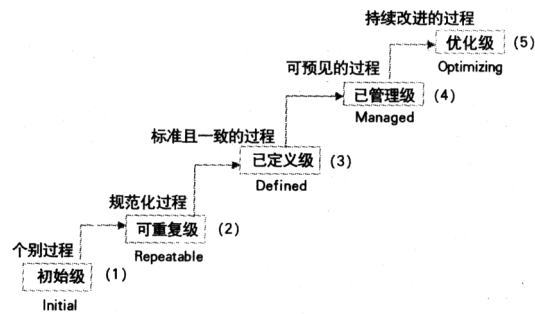 持续改进的过程
优化级 (5)
Optimizing
可预见的过程
已管理级 (4)
Managed
标准且一致的过程
已定义级 (3)
Defined
规范化过程
可重复级 (2)
Repeatable
个别过程
初始级 (1)
Initial